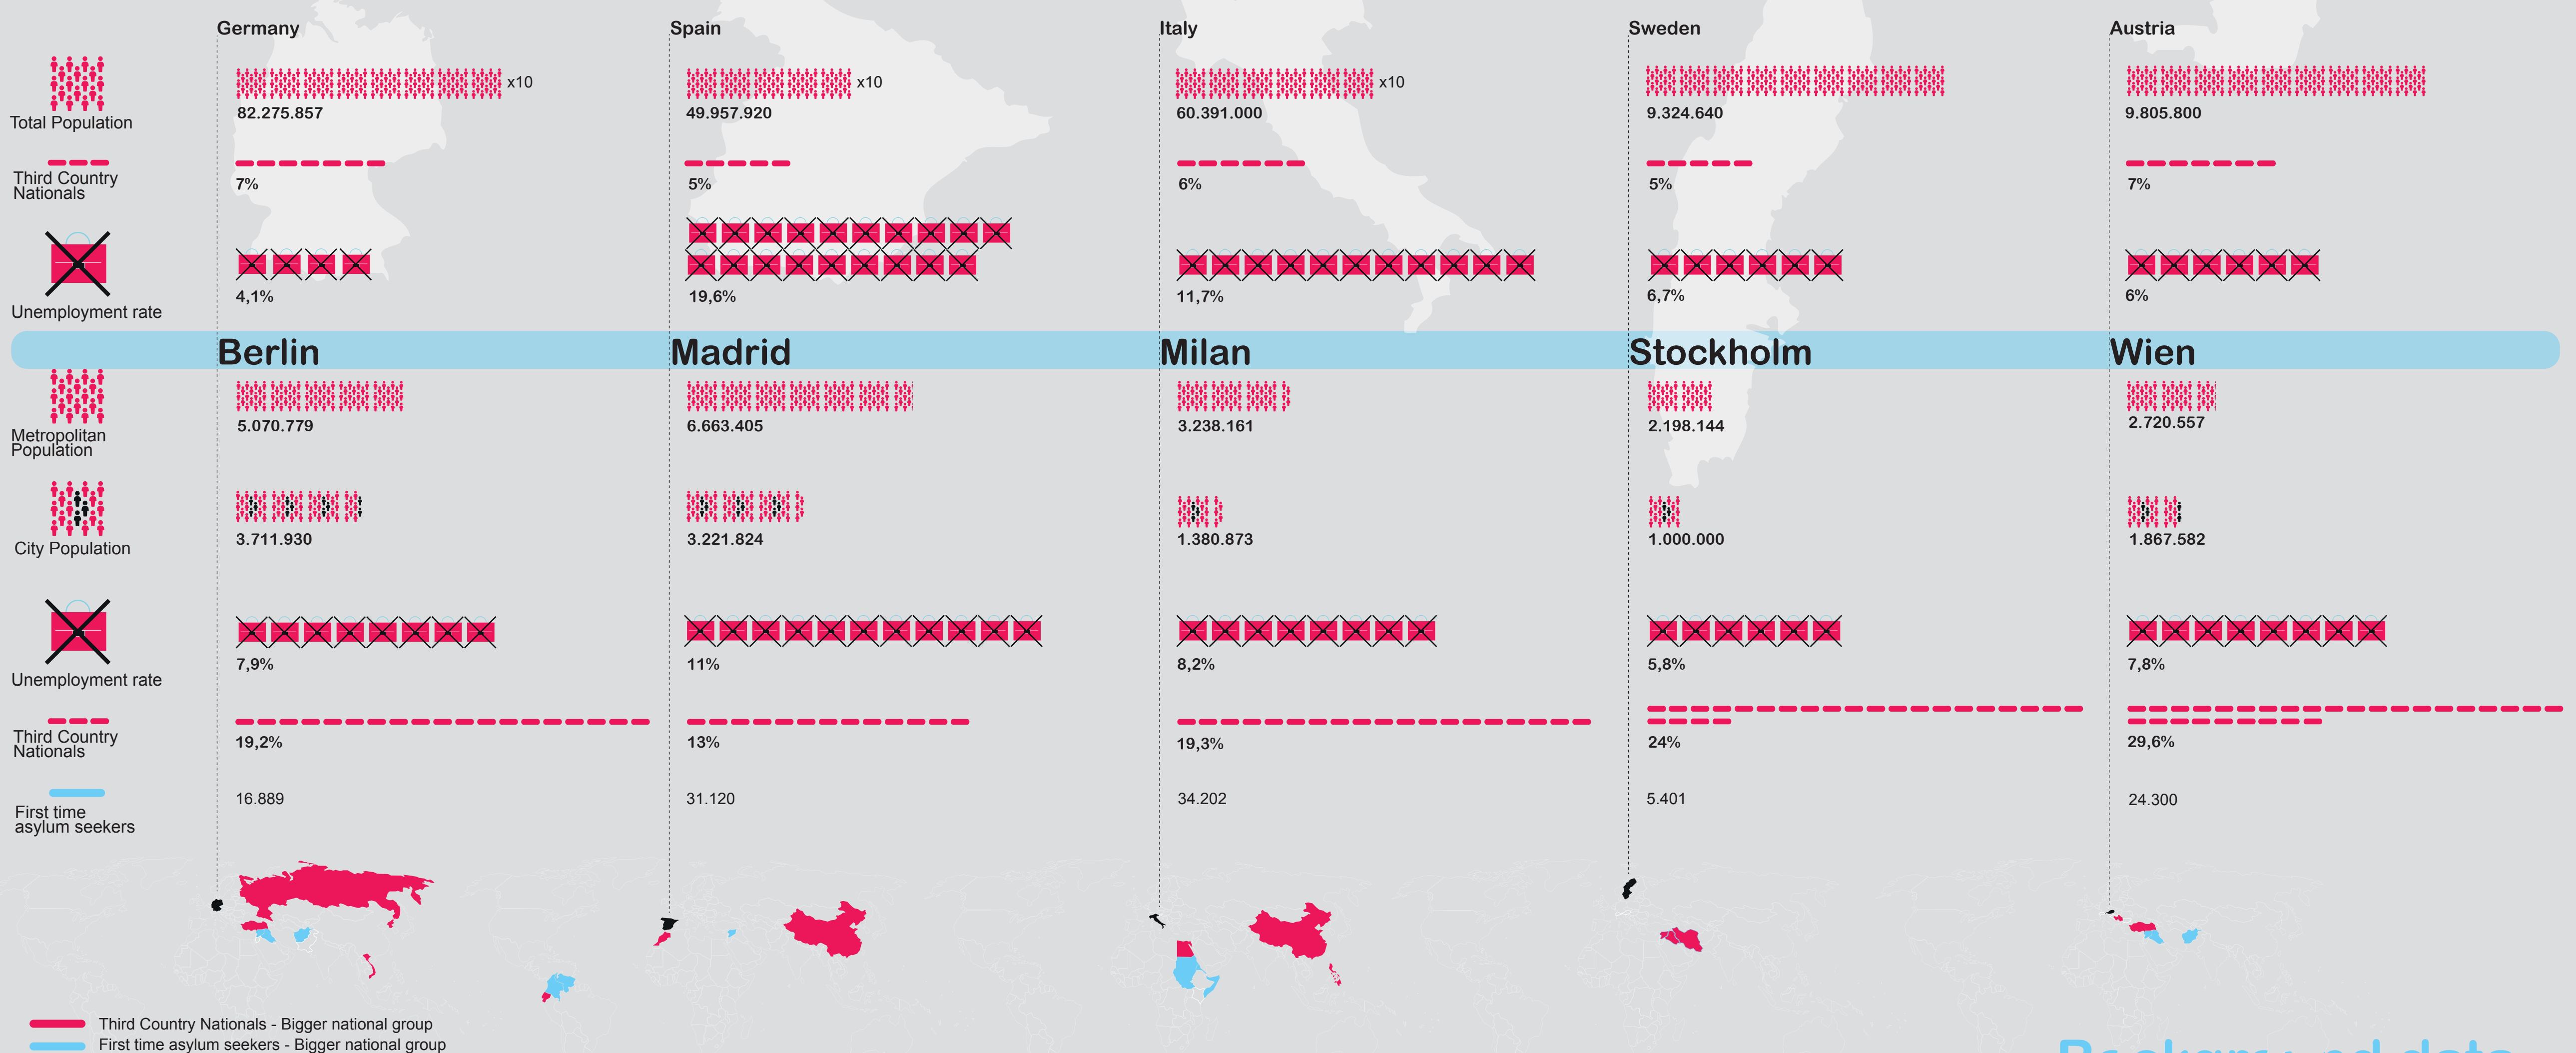 Germany
Spain
Italy
Sweden
Austria
Total Population
x10
82.275.857
x10
49.957.920
x10
60.391.000
9.324.640
9.805.800
Third Country
Nationals
7%
5%
6%
5%
7%
Unemployment rate
4,1%
19,6%
11,7%
6,7%
6%
Berlin
Madrid
Milan
Stockholm
Wien
Metropolitan
Population
5.070.779
6.663.405
3.238.161
2.198.144
2.720.557
City Population
3.711.930
3.221.824
1.380.873
1.000.000
1.867.582
Unemployment rate
7,9%
11%
8,2%
5,8%
7,8%
Third Country
Nationals
19,2%
13%
19,3%
24%
29,6%
First time
asylum seekers
16.889
31.120
34.202
5.401
24.300
Third Country Nationals - Bigger national group
First time asylum seekers - Bigger national group